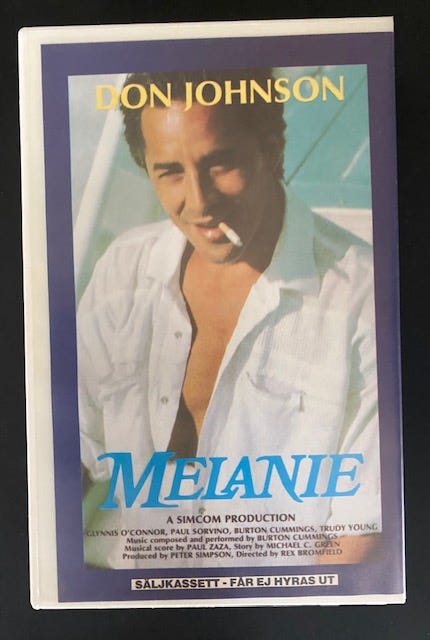 DON JOHNSON
MELANIE
A SIMCOM PRODUCTION
GLYNNIS O'CONNOR, PAUL SORVINO, BURTON CUMMINGS, TRUDY YOUNG
Music composed and performed by BURTON CUMMINGS
Musical score by PAUL ZAZA, Story by MICHAEL C. GREEN
Produced by PETER SIMPSON, Directed by REX BROMFIELD
SÄLJKASSETT - FÅR EJ HYRAS UT